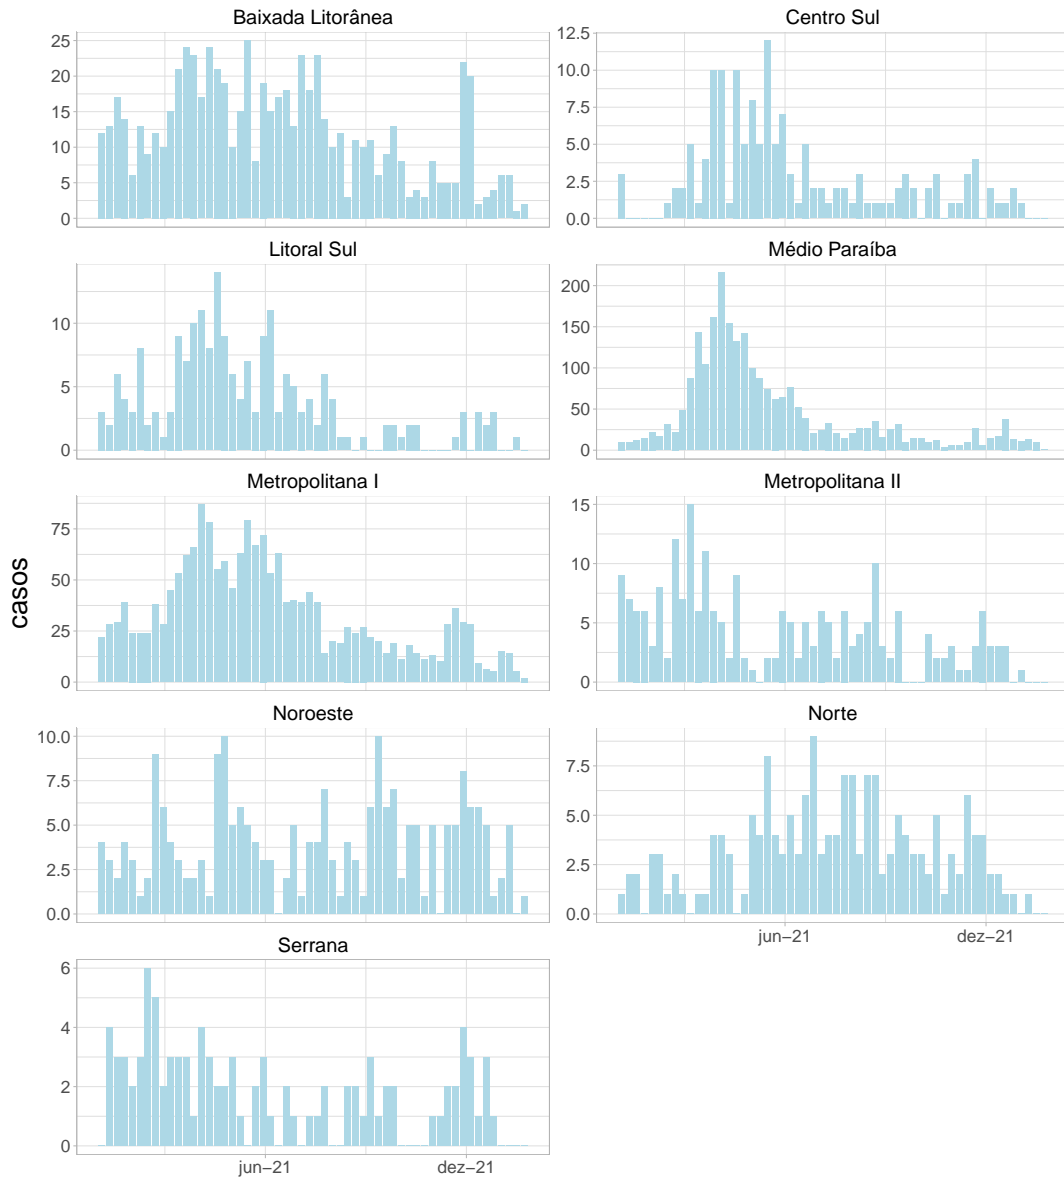 Baixada Litorânea
25
20
15
10
5
0
Centro Sul
12.5
10.0
7.5
5.0
2.5
0.0
Litoral Sul
10
5
0
Médio Paraíba
200
150
100
50
0
Metropolitana I
75
50
25
0
Metropolitana II
15
10
5
0
casos
Noroeste
10.0
7.5
5.0
2.5
0.0
Norte
7.5
5.0
2.5
0.0
jun−21
dez−21
Serrana
6
4
2
0
jun−21
dez−21